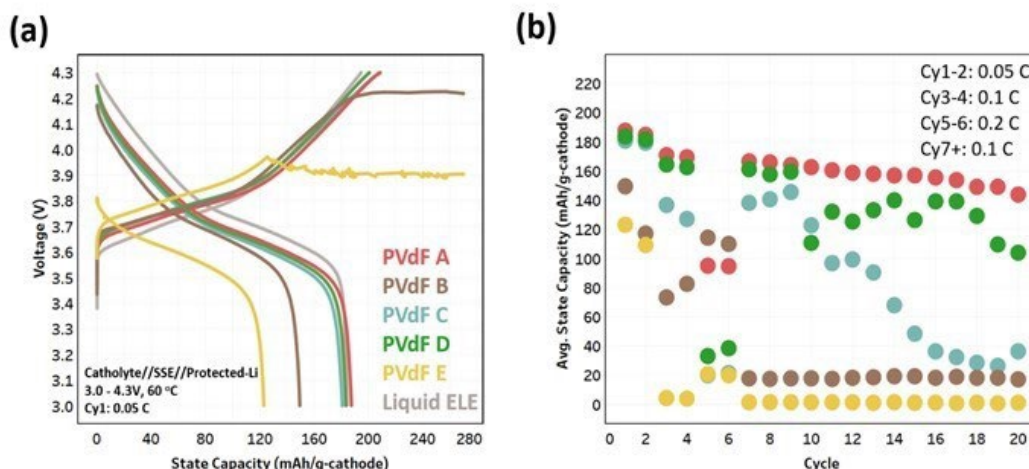 (a)
4.3
4.2
4.1
4.0
3.9
3.8
3.7
3.6
3.5
3.4
3.3
3.2
3.1
3.0
Voltage (V)
PVdF A
PVdF B
PVdF C
PVdF D
PVdF E
Liquid ELE
Catholyte//SSE//Protected-Li
3.0 - 4.3V, 60 °C
Cy1: 0.05 C
0 40 80 120 160 200 240 280
State Capacity (mAh/g-cathode)
(b)
220
200
180
160
140
120
100
80
60
40
20
0
Avg. State Capacity (mAh/g-cathode)
Cy1-2: 0.05 C
Cy3-4: 0.1 C
Cy5-6: 0.2 C
Cy7+: 0.1 C
0 2 4 6 8 10 12 14 16 18 20
Cycle